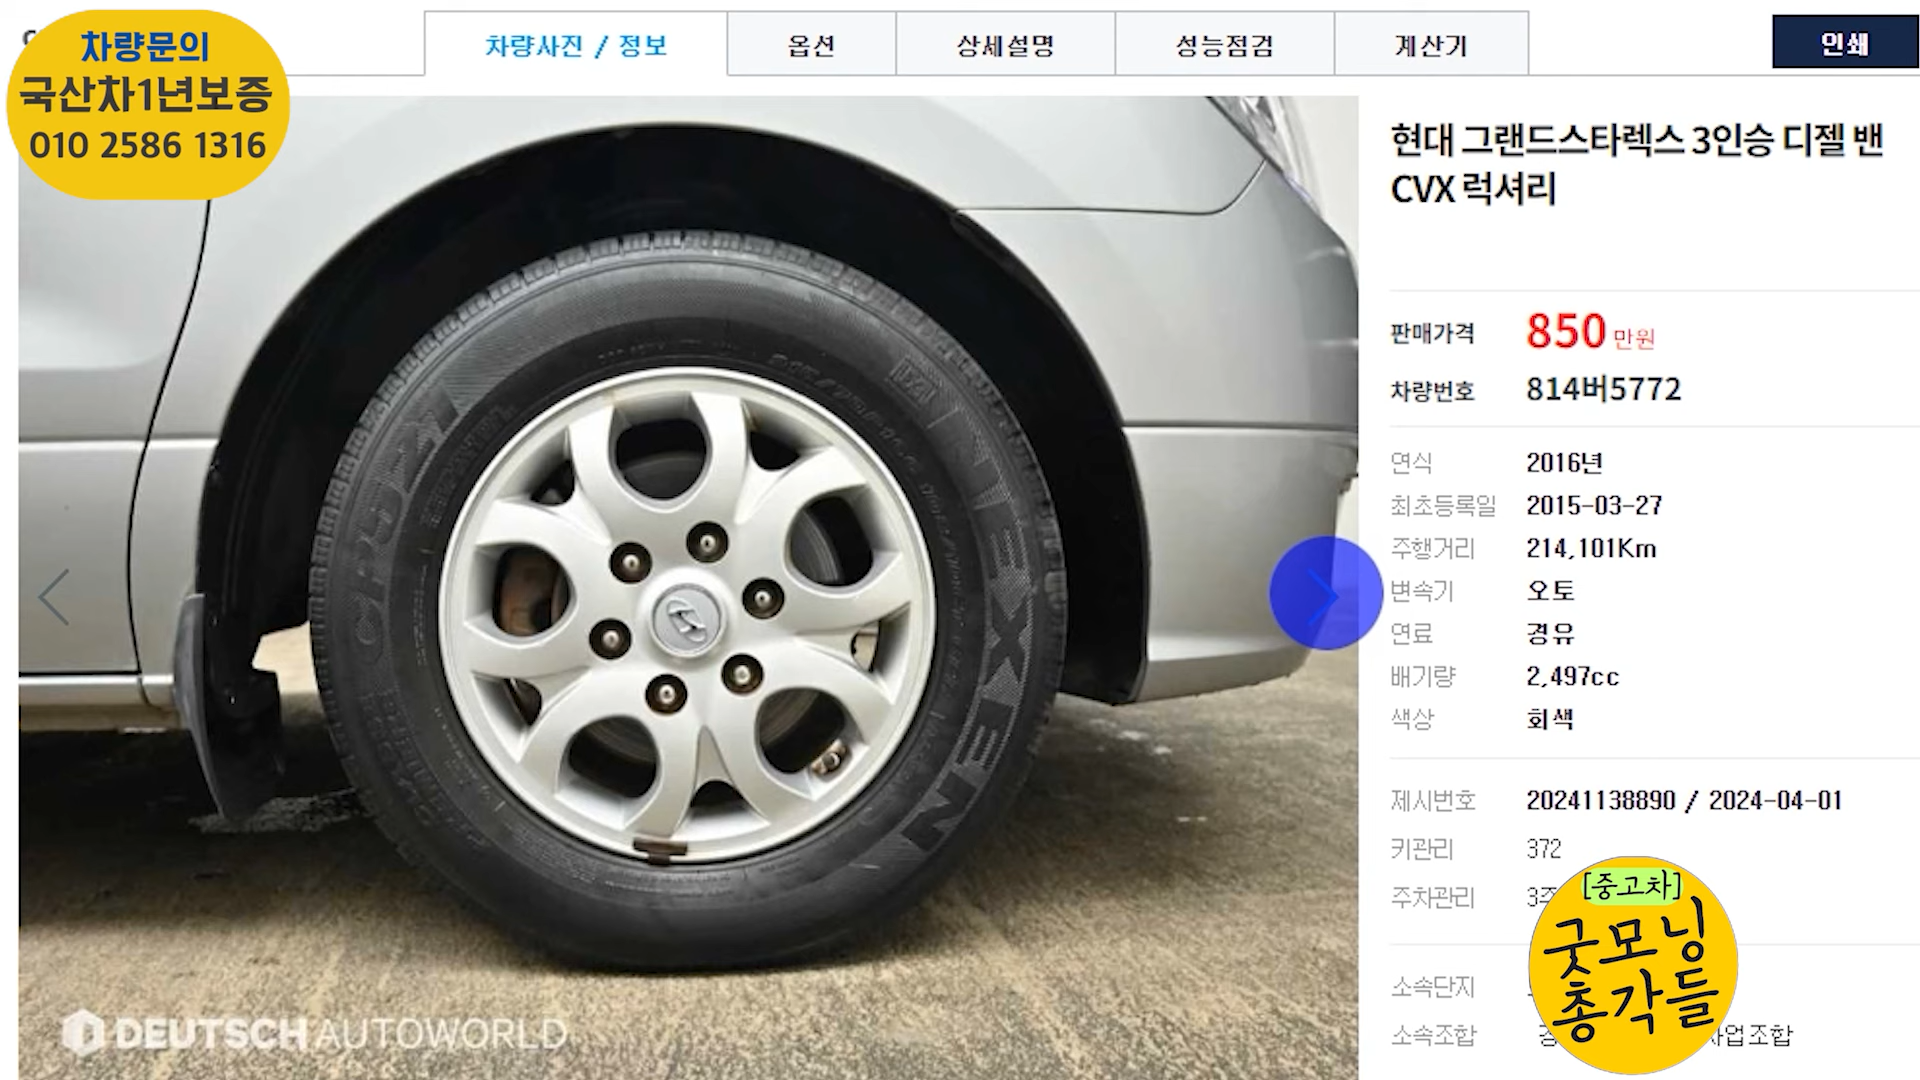 차량문의
국산차1년보증
010 2586 1316
차량사진 / 정보
옵션
상세설명
성능점검
계산기
인쇄
현대 그랜드스타렉스 3인승 디젤 밴
CVX 럭셔리
판매가격 850만원
차량번호 814버5772
연식 2016년
최초등록일 2015-03-27
주행거리 214,101Km
변속기 오토
연료 경유
배기량 2,497cc
색상 회색
제시번호 20241138890 / 2024-04-01
키관리 372
주차관리
소속단지
소속조합
[중고차]
굿모닝
총각들
NEXEN
CP521
DEUTSCH AUTOWORLD